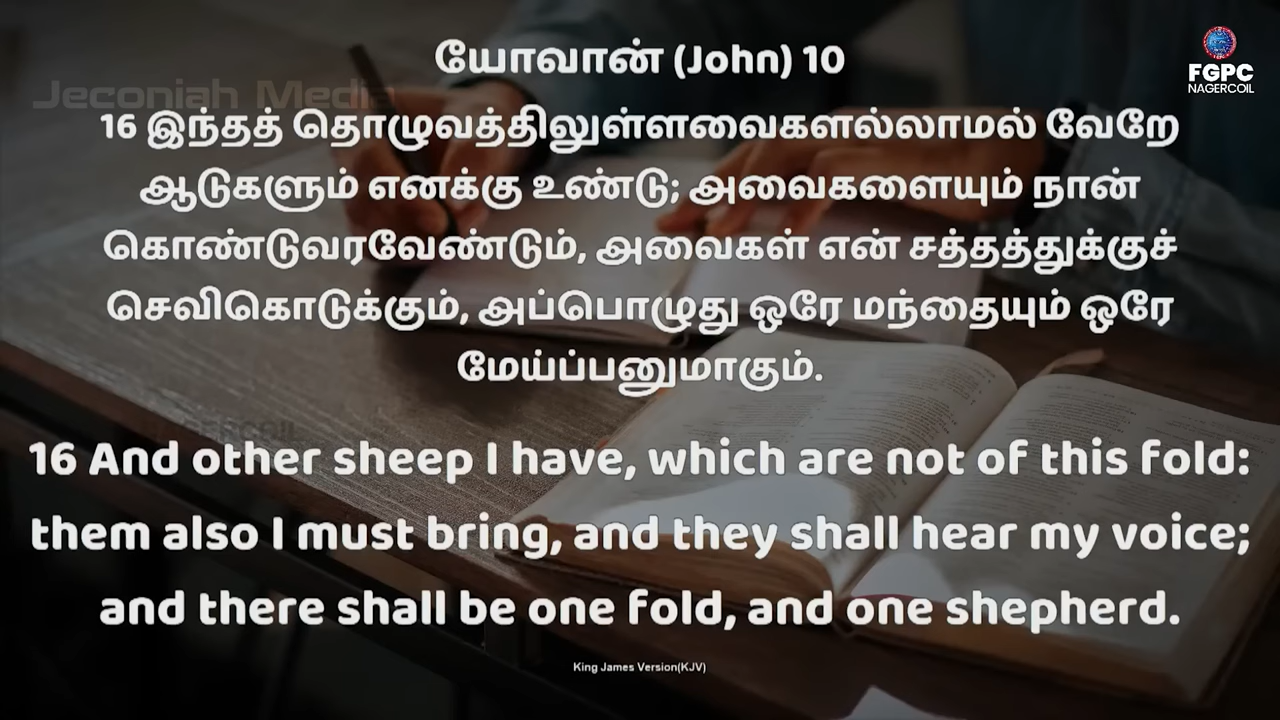 யோவான் (John) 10
FGPC
NAGERCOIL
Jeconiah Media
16 இந்தத் தொழுவத்திலுள்ளவைகளல்லாமல் வேறே
ஆடுகளும் எனக்கு உண்டு; அவைகளையும் நான்
கொண்டுவரவேண்டும், அவைகள் என் சத்தத்துக்குச்
செவிகொடுக்கும், அப்பொழுது ஒரே மந்தையும் ஒரே
மேய்ப்பனுமாகும்.
NAGERCOIL
16 And other sheep I have, which are not of this fold:
them also I must bring, and they shall hear my voice;
and there shall be one fold, and one shepherd.
King James Version(KJV)